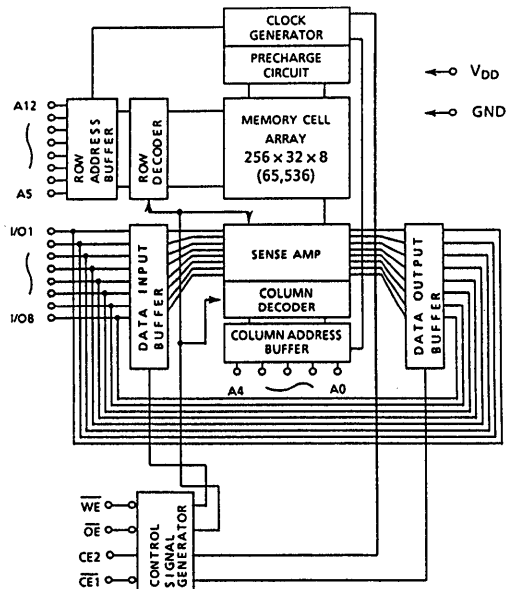 CLOCK
GENERATOR
PRECHARGE
CIRCUIT
VDD
GND
A12
A5
ROW ADDRESS
BUFFER
ROW
DECODER
MEMORY CELL
ARRAY
256 x 32 x 8
(65,536)
I/O1
I/O8
DATA INPUT
BUFFER
SENSE AMP
COLUMN
DECODER
COLUMN ADDRESS
BUFFER
A4
A0
DATA OUTPUT
BUFFER
WE
OE
CE2
CE1
CONTROL
SIGNAL
GENERATOR